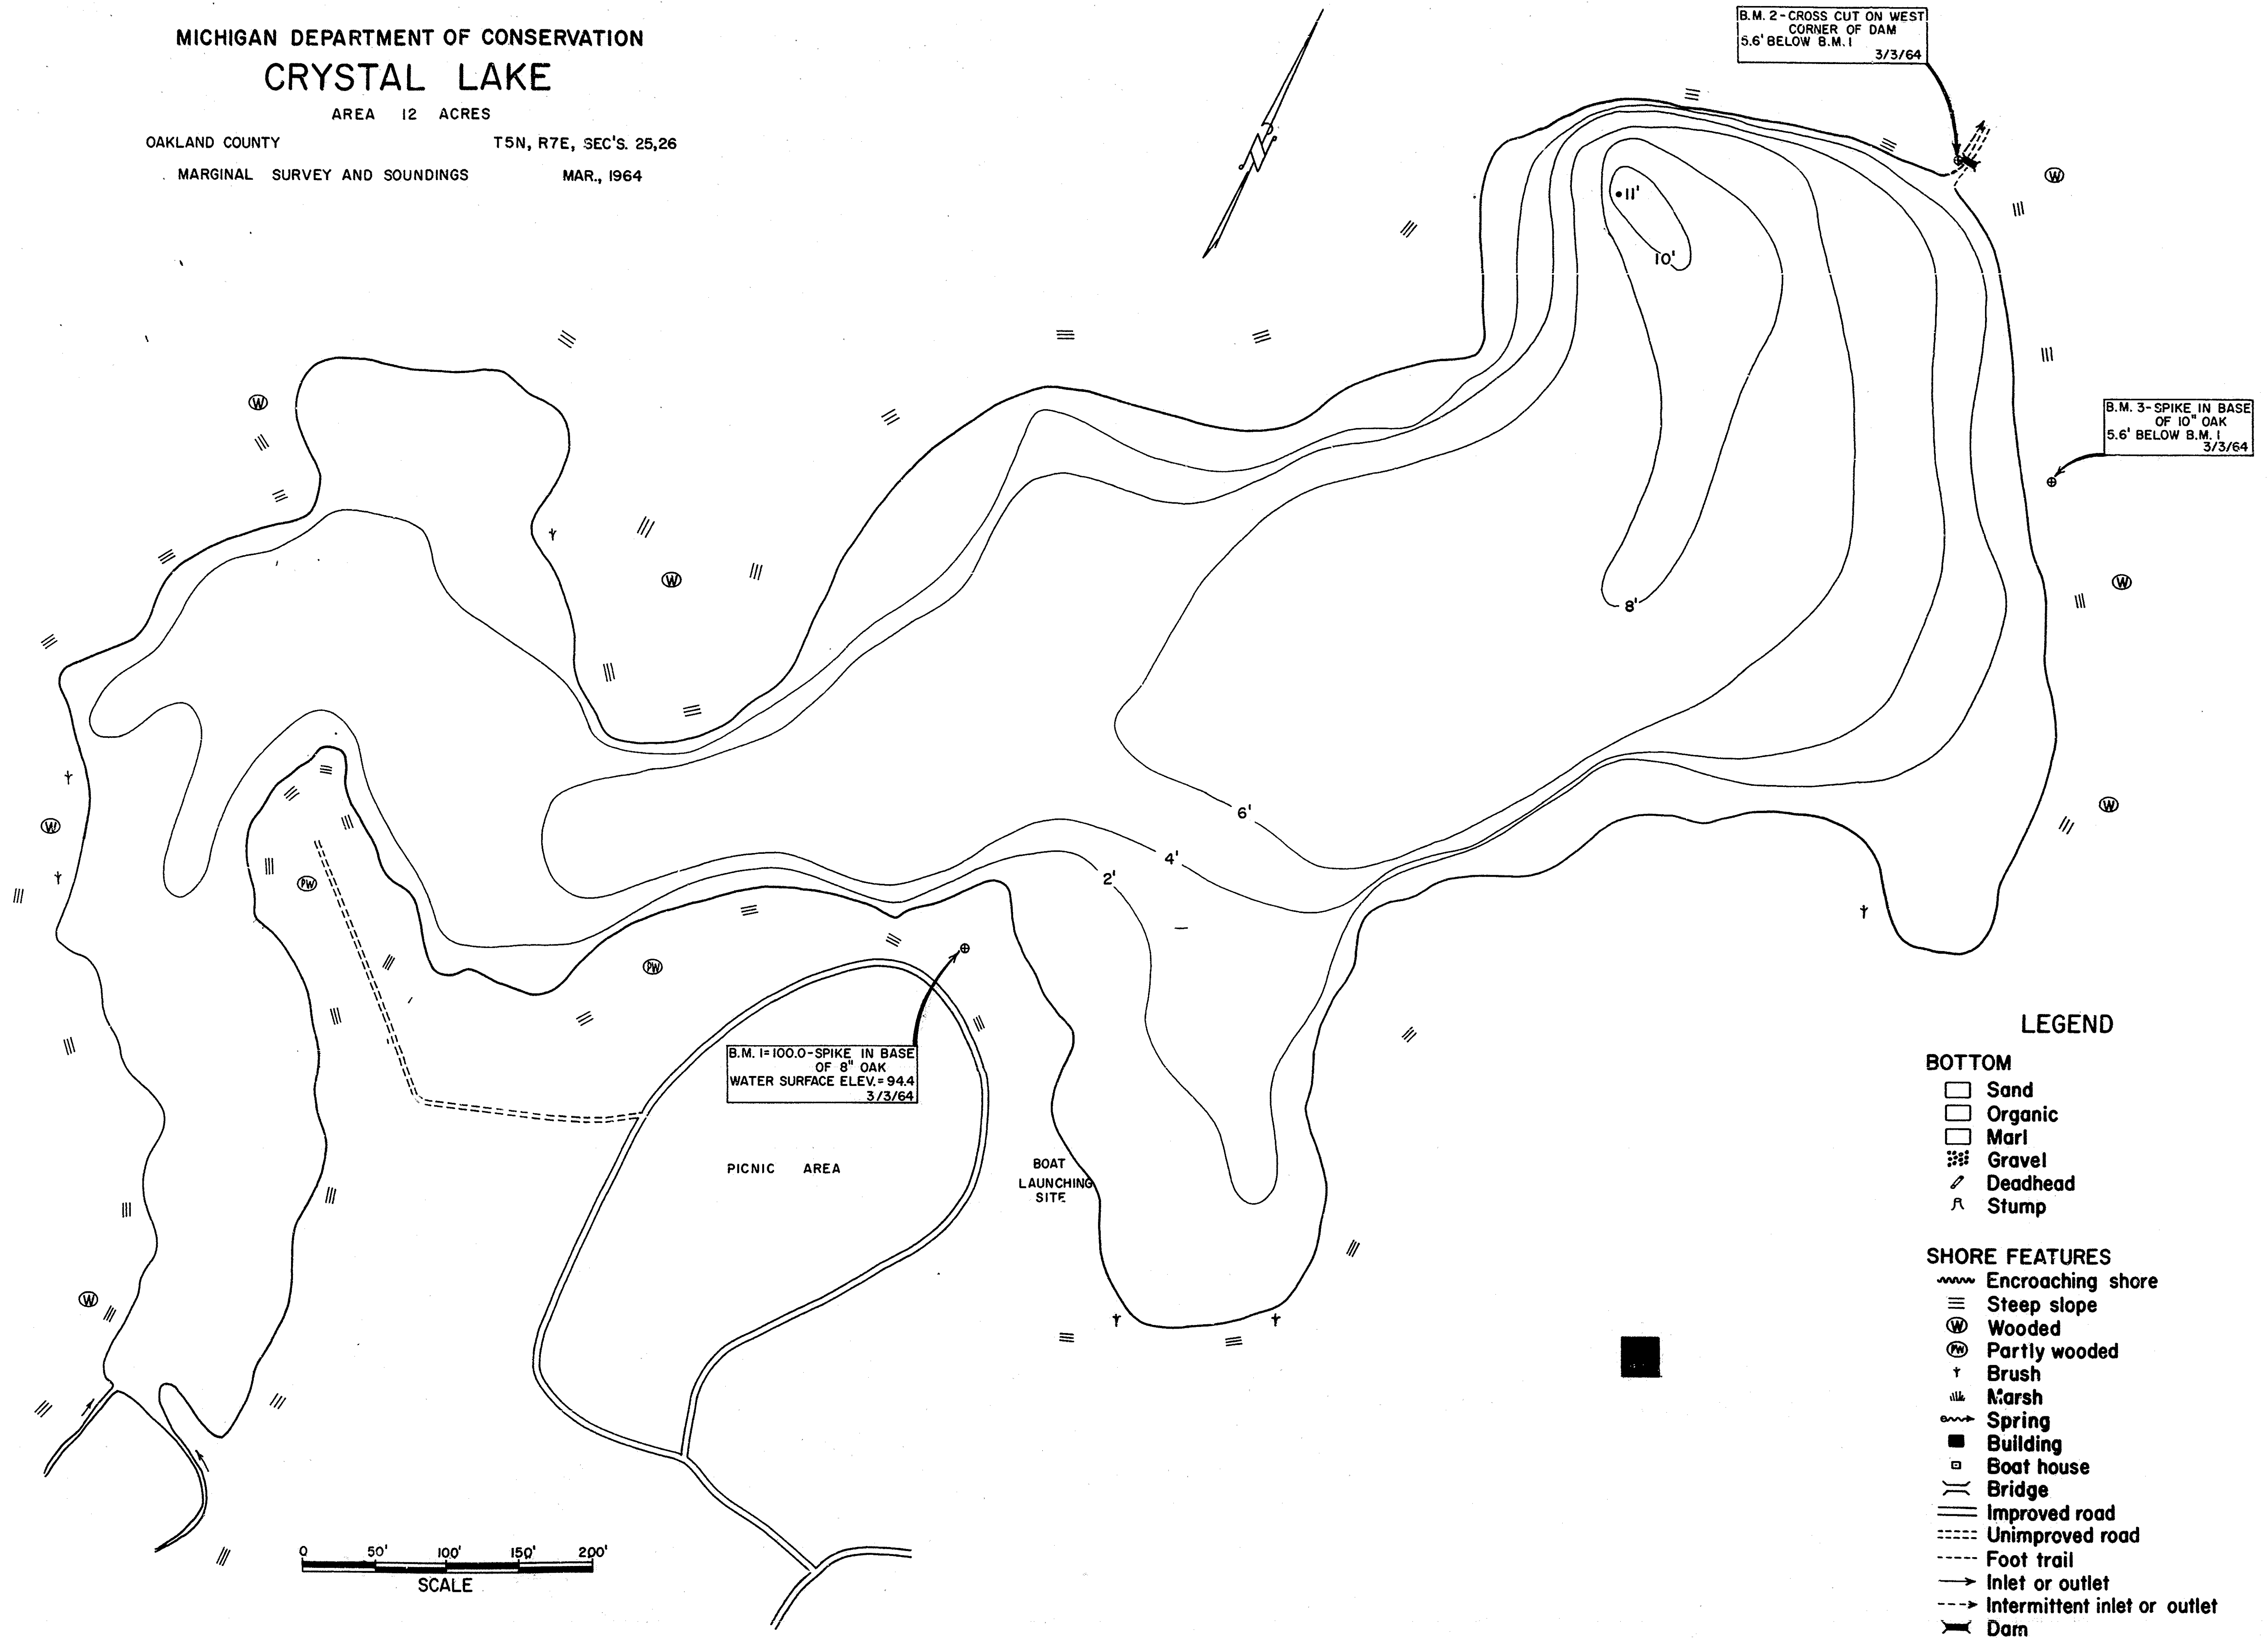 MICHIGAN DEPARTMENT OF CONSERVATION
CRYSTAL LAKE
AREA 12 ACRES
OAKLAND COUNTY T5N, R7E, SEC'S. 25,26
MARGINAL SURVEY AND SOUNDINGS MAR., 1964
B.M. 2-CROSS CUT ON WEST
CORNER OF DAM
5.6' BELOW B.M. 1
3/3/64
N
W
11'
10'
W
B.M. 3-SPIKE IN BASE
OF 10" OAK
5.6' BELOW B.M. 1
3/3/64
W
W
8'
W
6'
W
4'
2'
PW
PW
B.M. 1=100.0-SPIKE IN BASE
OF 8" OAK
WATER SURFACE ELEV.= 94.4
3/3/64
PICNIC AREA
BOAT
LAUNCHING
SITE
W
0 50' 100' 150' 200'
SCALE
LEGEND
BOTTOM
Sand
Organic
Marl
Gravel
Deadhead
Stump
SHORE FEATURES
Encroaching shore
Steep slope
W Wooded
PW Partly wooded
Brush
Marsh
Spring
Building
Boat house
Bridge
Improved road
Unimproved road
Foot trail
Inlet or outlet
Intermittent inlet or outlet
Dam